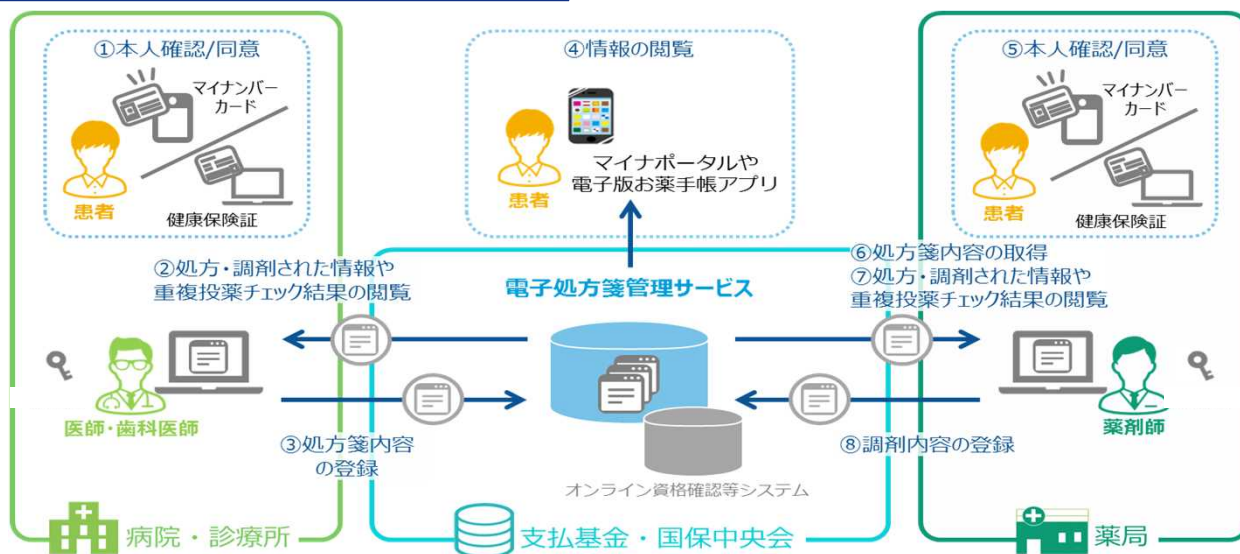 ①本人確認/同意
マイナンバー
カード
患者
健康保険証
②処方・調剤された情報や
重複投薬チェック結果の閲覧
医師・歯科医師
③処方箋内容
の登録
病院・診療所
④情報の閲覧
マイナポータルや
電子版お薬手帳アプリ
患者
電子処方箋管理サービス
オンライン資格確認等システム
支払基金・国保中央会
⑤本人確認/同意
マイナンバー
カード
患者
健康保険証
⑥処方箋内容の取得
⑦処方・調剤された情報や
重複投薬チェック結果の閲覧
薬剤師
⑧調剤内容の登録
薬局